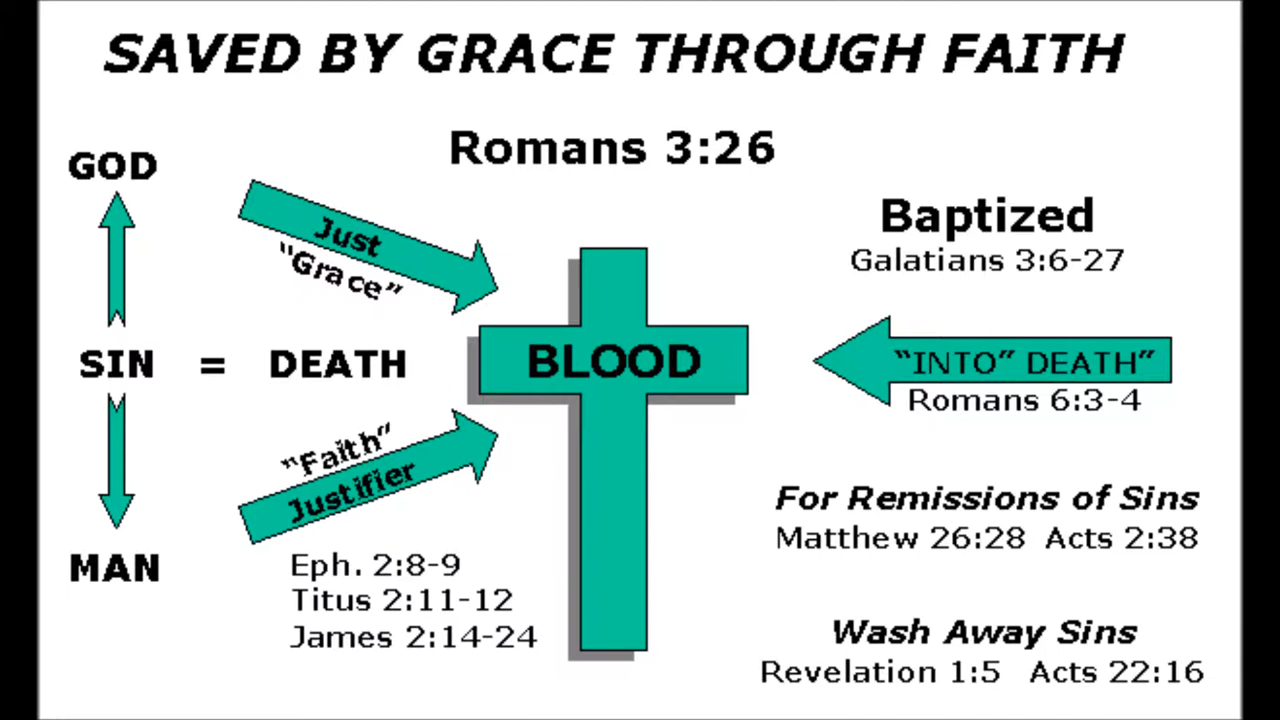 SAVED BY GRACE THROUGH FAITH
Romans 3:26
GOD
Just
“Grace”
SIN = DEATH
BLOOD
“Faith”
Justifier
MAN
Eph. 2:8-9
Titus 2:11-12
James 2:14-24
Baptized
Galatians 3:6-27
“INTO” DEATH”
Romans 6:3-4
For Remissions of Sins
Matthew 26:28 Acts 2:38
Wash Away Sins
Revelation 1:5 Acts 22:16